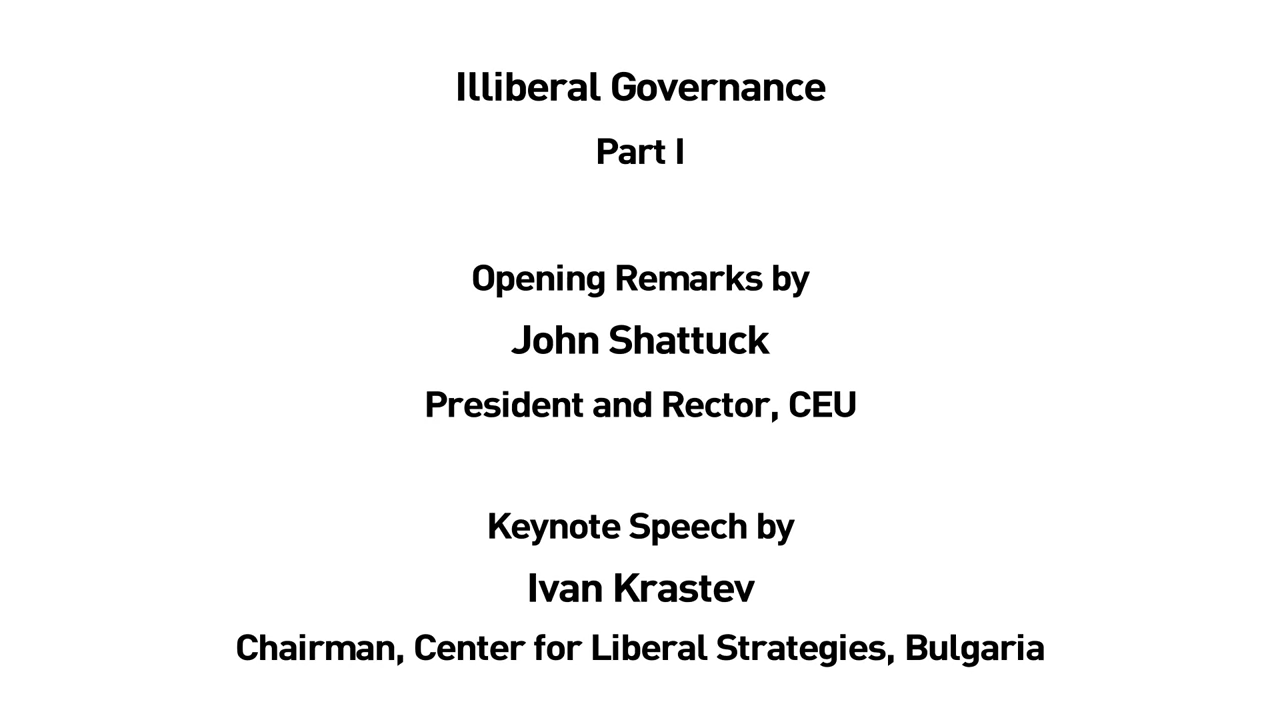 Illiberal Governance
Part I
Opening Remarks by
John Shattuck
President and Rector, CEU
Keynote Speech by
Ivan Krastev
Chairman, Center for Liberal Strategies, Bulgaria